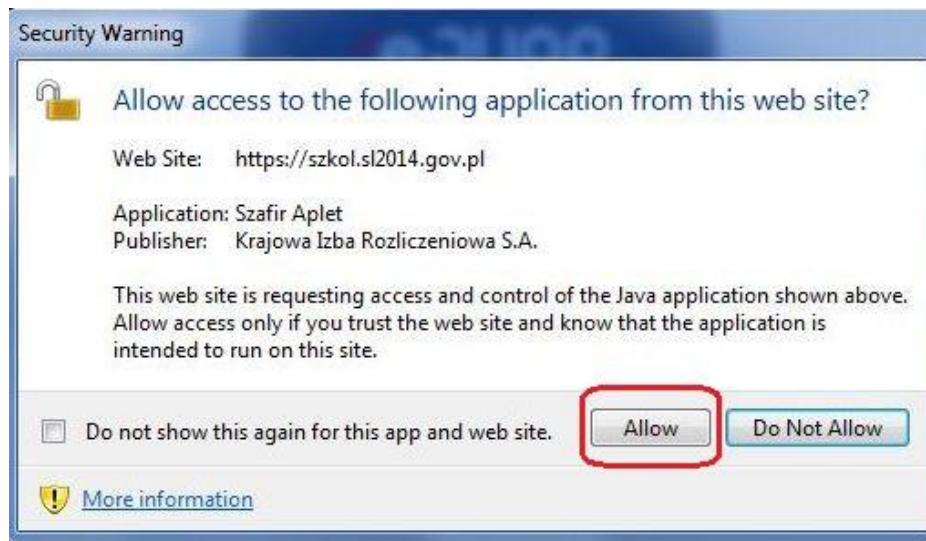 Security Warning
Allow access to the following application from this web site?
Web Site: https://szkol.sl2014.gov.pl
Application: Szafir Aplet
Publisher: Krajowa Izba Rozliczeniowa S.A.
This web site is requesting access and control of the Java application shown above.
Allow access only if you trust the web site and know that the application is
intended to run on this site.
Do not show this again for this app and web site. Allow Do Not Allow
More information